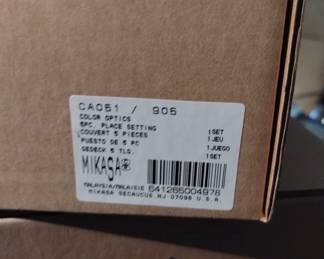 CA051 / 905
COLOR OPTICS
5PC. PLACE SETTING 1SET
COUVERT 5 PIECES 1JEU
PUESTO DE 5 PC 1JUEGO
GEDECK 5 TLG. 1SET
MIKASA®
MALAYSIA/MALAISIE 641265004978
MIKASA SECAUCUS, NJ 07096 U.S.A.